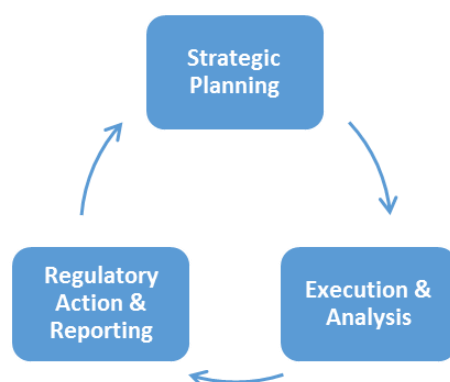 Strategic
Planning
Regulatory
Action &
Reporting
Execution &
Analysis